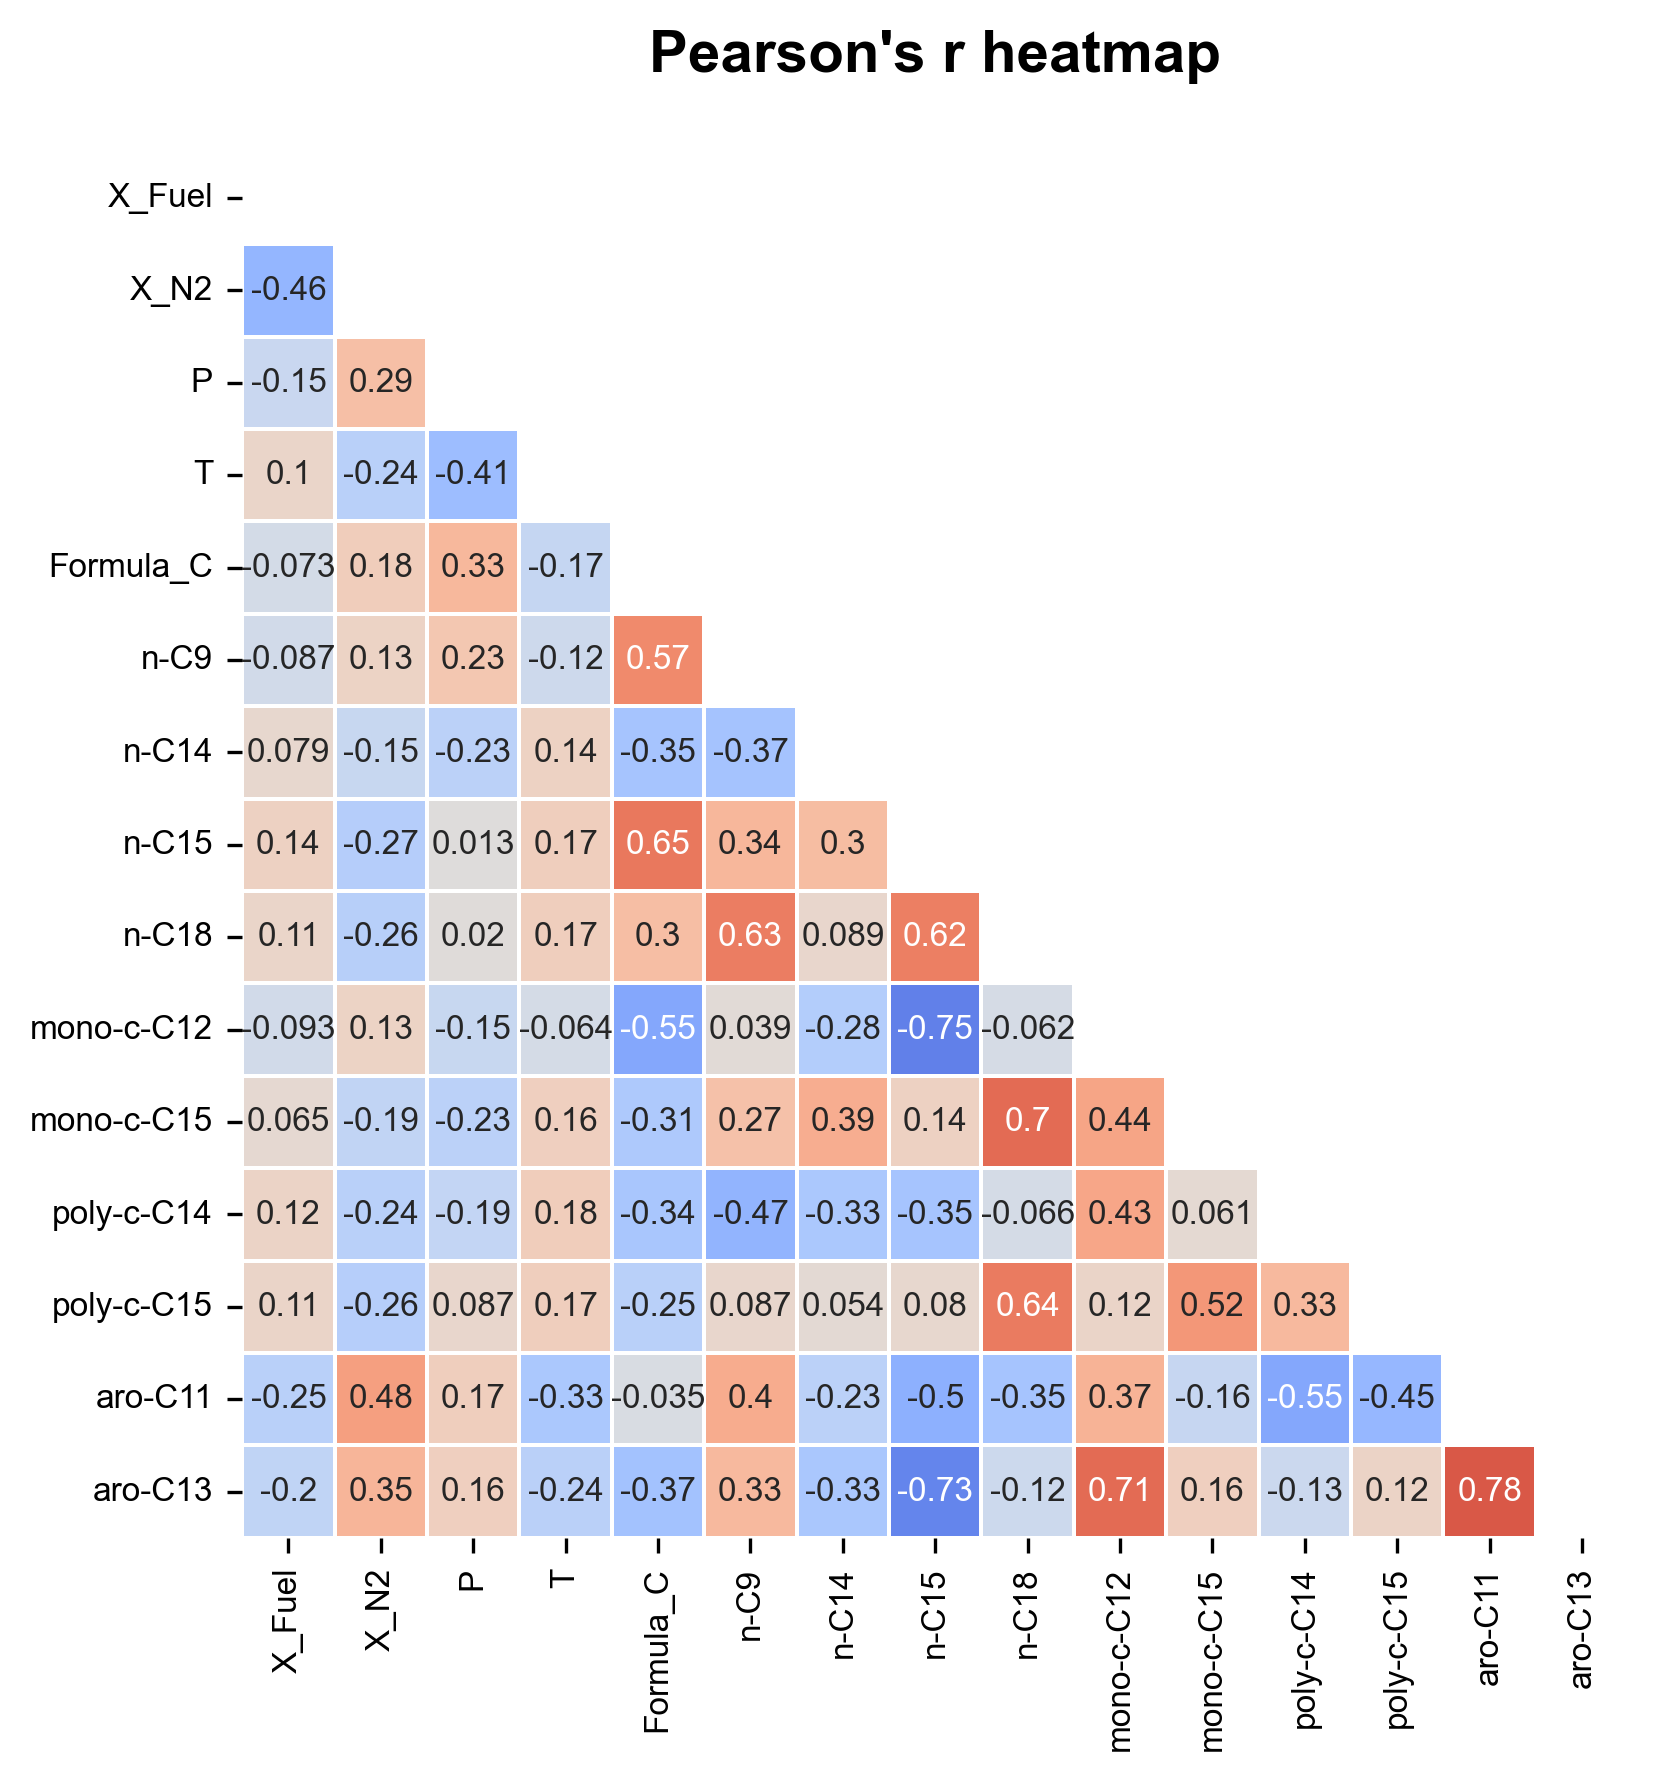 Pearson's r heatmap
X_Fuel
X_N2 -0.46
P -0.15 0.29
T 0.1 -0.24 -0.41
Formula_C -0.073 0.18 0.33 -0.17
n-C9 -0.087 0.13 0.23 -0.12 0.57
n-C14 0.079 -0.15 -0.23 0.14 -0.35 -0.37
n-C15 0.14 -0.27 0.013 0.17 0.65 0.34 0.3
n-C18 0.11 -0.26 0.02 0.17 0.3 0.63 0.089 0.62
mono-c-C12 -0.093 0.13 -0.15 -0.064 -0.55 0.039 -0.28 -0.75 -0.062
mono-c-C15 0.065 -0.19 -0.23 0.16 -0.31 0.27 0.39 0.14 0.7 0.44
poly-c-C14 0.12 -0.24 -0.19 0.18 -0.34 -0.47 -0.33 -0.35 -0.066 0.43 0.061
poly-c-C15 0.11 -0.26 0.087 0.17 -0.25 0.087 0.054 0.08 0.64 0.12 0.52 0.33
aro-C11 -0.25 0.48 0.17 -0.33 -0.035 0.4 -0.23 -0.5 -0.35 0.37 -0.16 -0.55 -0.45
aro-C13 -0.2 0.35 0.16 -0.24 -0.37 0.33 -0.33 -0.73 -0.12 0.71 0.16 -0.13 0.12 0.78
X_Fuel X_N2 P T Formula_C n-C9 n-C14 n-C15 n-C18 mono-c-C12 mono-c-C15 poly-c-C14 poly-c-C15 aro-C11 aro-C13